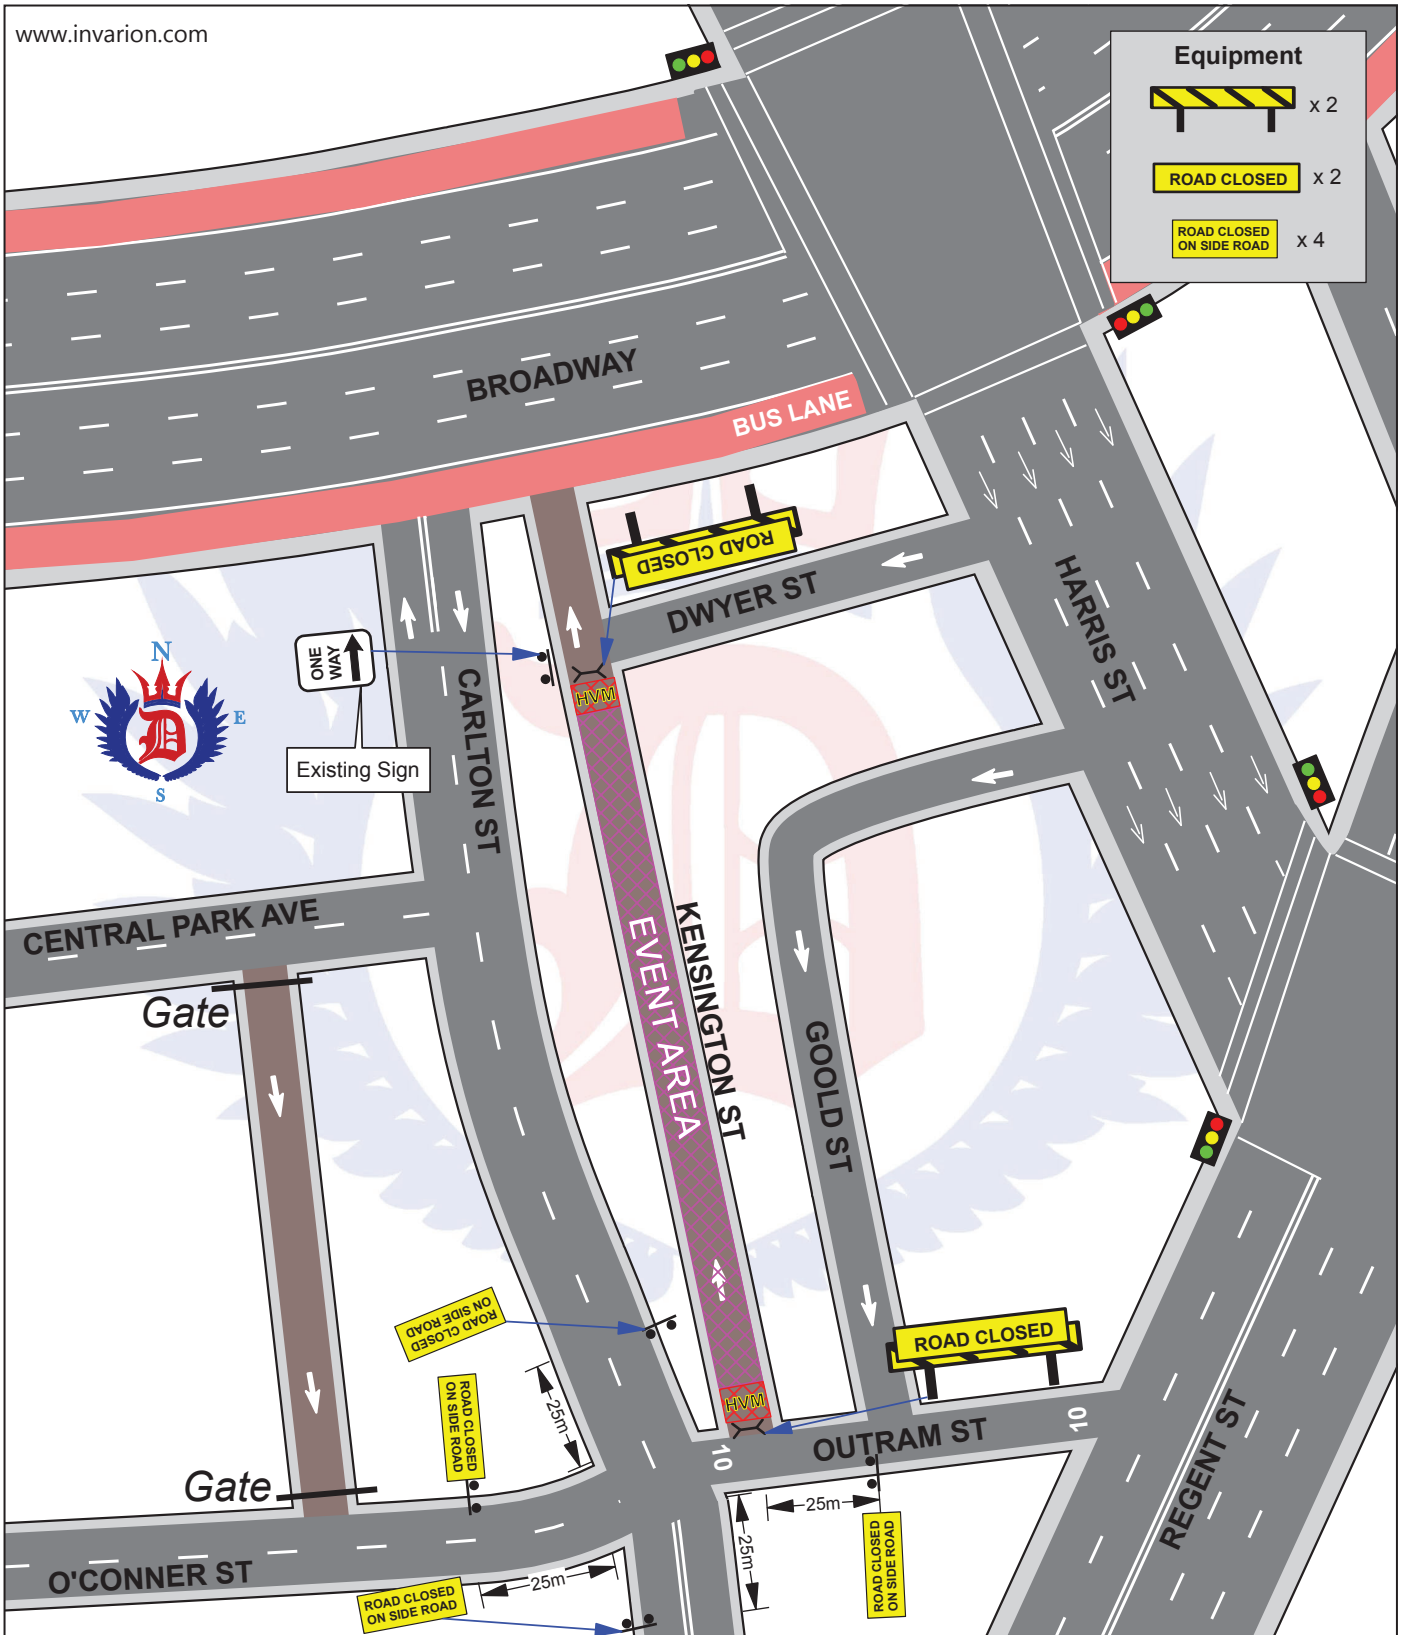 www.invarion.com
Equipment
x 2
ROAD CLOSED
x 2
ROAD CLOSED
ON SIDE ROAD
x 4
BROADWAY
BUS LANE
ROAD CLOSED
DWYER ST
HARRIS ST
ONE
WAY
N
W
E
S
D
Existing Sign
CARLTON ST
HVM
CENTRAL PARK AVE
KENSINGTON ST
EVENT AREA
Gate
GOOLD ST
ROAD CLOSED
ON SIDE ROAD
ROAD CLOSED
ROAD CLOSED
ON SIDE ROAD
25m
HVM
10
OUTRAM ST
10
REGENT ST
Gate
25m
25m
ROAD CLOSED
ON SIDE ROAD
O'CONNER ST
25m
ROAD CLOSED
ON SIDE ROAD